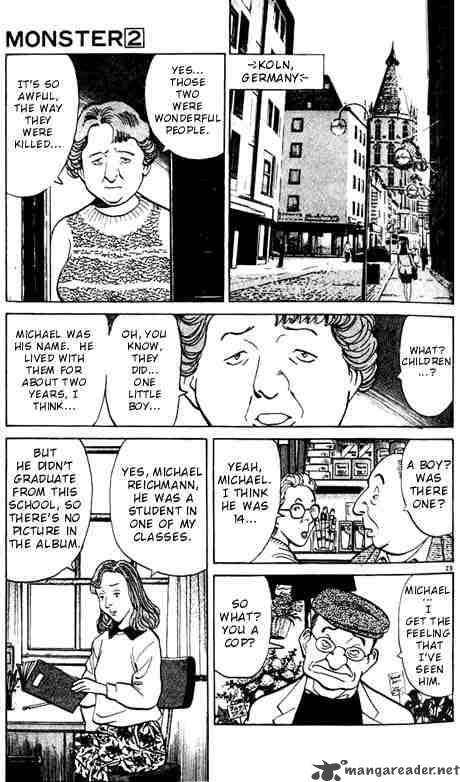 MONSTER 2
KOLN,
GERMANY
YES...
THOSE
TWO
WERE
WONDERFUL
PEOPLE.
IT'S SO
AWFUL,
THE WAY
THEY
WERE
KILLED...
WHAT?
CHILDREN
...?
OH, YOU
KNOW,
THEY
DID...
ONE
LITTLE
BOY...
MICHAEL WAS
HIS NAME. HE
LIVED WITH
THEM FOR
ABOUT TWO
YEARS, I
THINK...
A BOY?
WAS
THERE
ONE?
YEAH,
MICHAEL.
I THINK
HE WAS
14...
23
MICHAEL
...
I
GET THE
FEELING
THAT
I'VE
SEEN
HIM.
SO
WHAT?
YOU A
COP?
YES, MICHAEL
REICHMANN,
HE WAS A
STUDENT IN
ONE OF MY
CLASSES.
BUT
HE DIDN'T
GRADUATE
FROM THIS
SCHOOL, SO
THERE'S NO
PICTURE IN
THE ALBUM.
mangareader.net